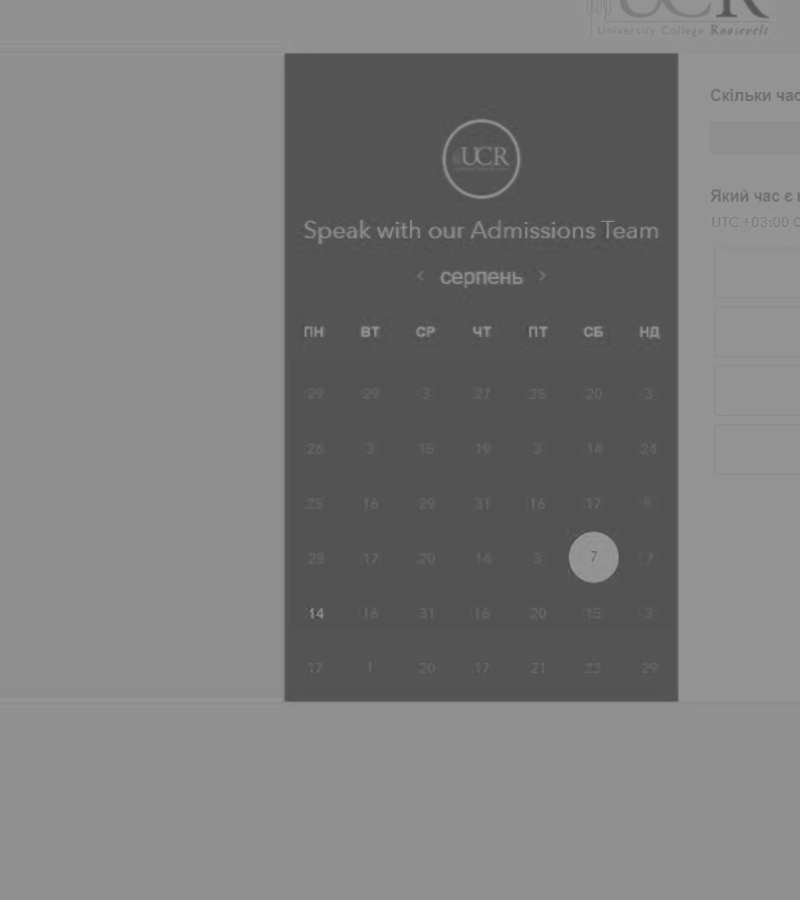 UCR
University College Roosevelt
Скільки час
UCR
Speak with our Admissions Team
Який час є
UTC +03:00
< серпень >
ПН ВТ СР ЧТ ПТ СБ НД
29 29 3 27 25 20 3
26 3 15 19 3 14 24
25 16 29 31 16 17 5
28 17 20 14 3 7 7
14 16 31 16 20 15 3
17 1 20 17 21 23 29